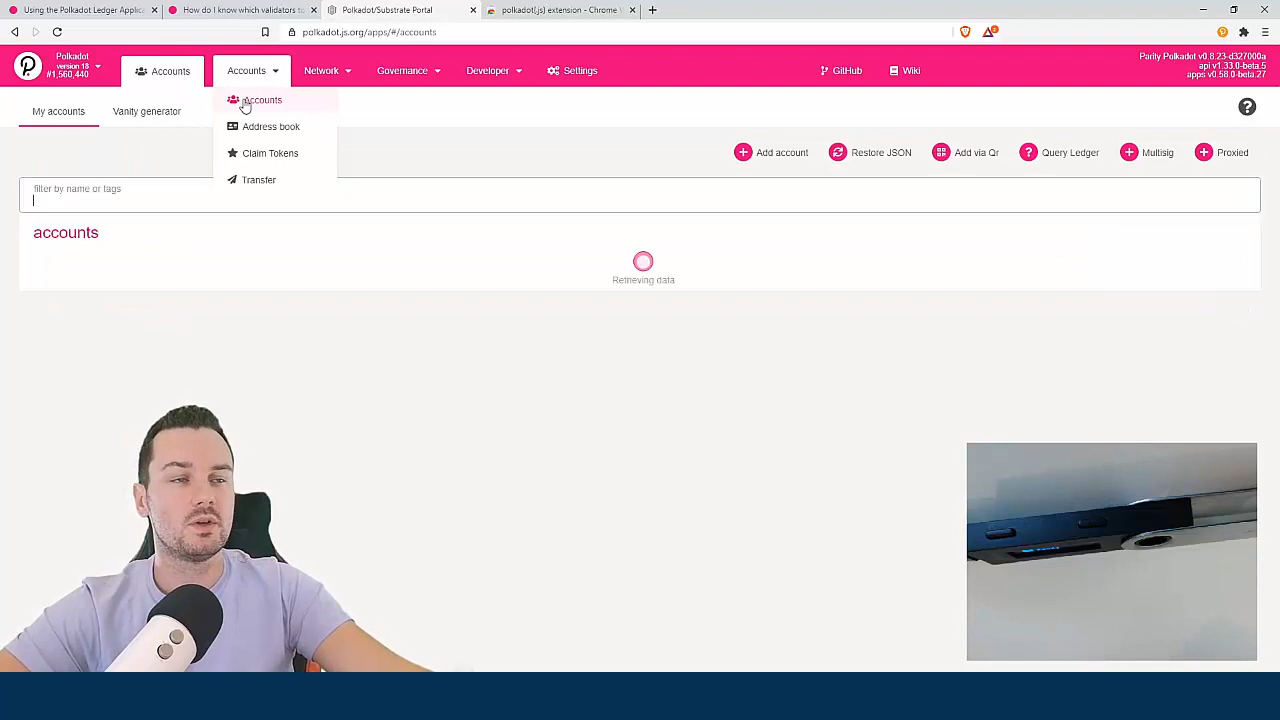 Using the Polkadot Ledger Applic
How do I know which validators to
Polkadot/Substrate Portal
polkadot{.js} extension - Chrome
polkadot.js.org/apps/#/accounts
Polkadot
version 18
#1,560,440
Accounts
Accounts
Network
Governance
Developer
Settings
GitHub
Wiki
Parity Polkadot v0.8.23-d327000a
api v1.33.0-beta.5
apps v0.58.0-beta.27
My accounts
Vanity generator
Accounts
Address book
Claim Tokens
Transfer
Add account
Restore JSON
Add via Qr
Query Ledger
Multisig
Proxied
filter by name or tags
accounts
Retrieving data